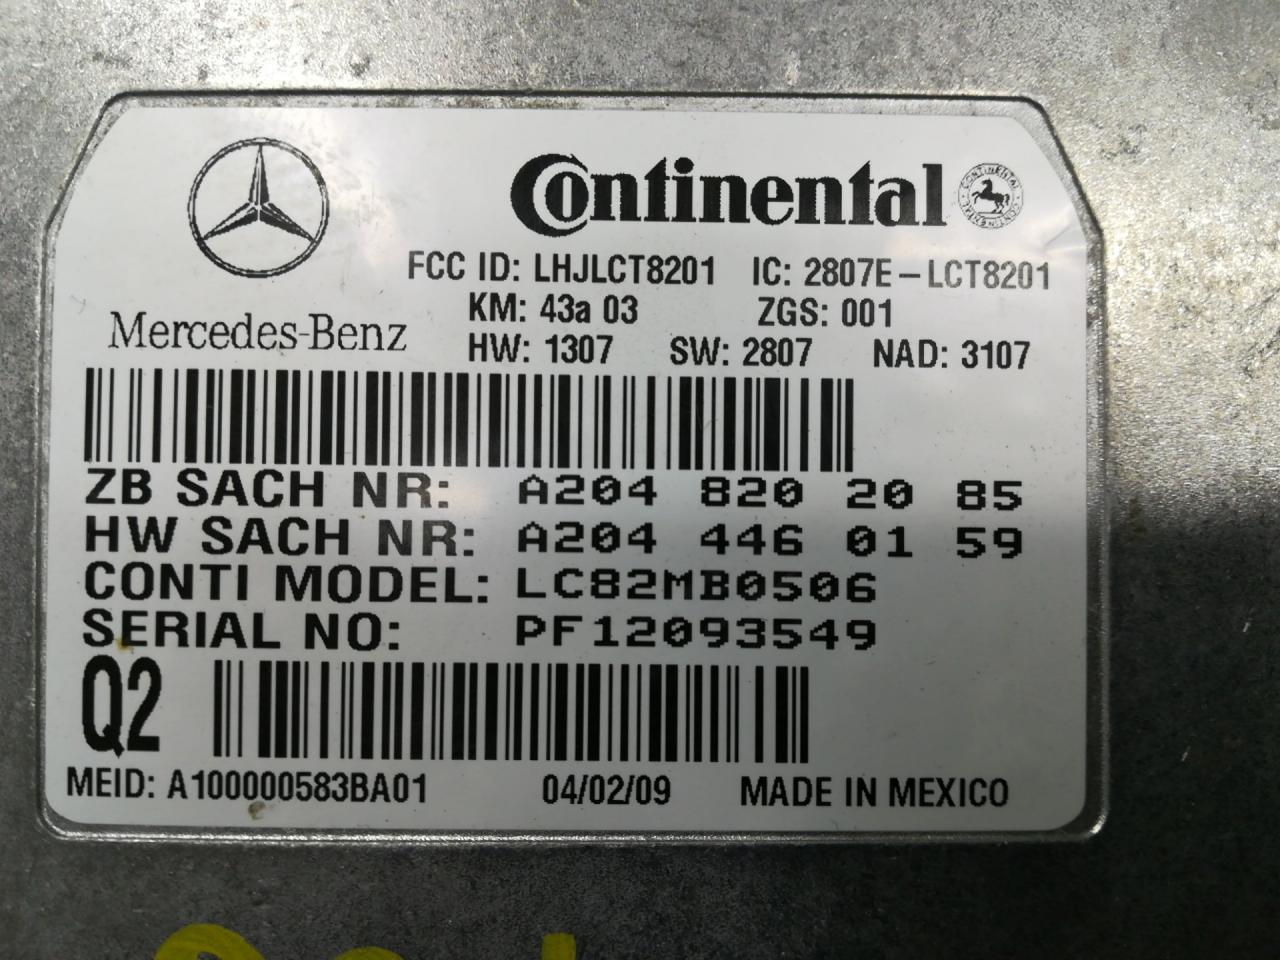 Continental
CONTINENTAL
CONTINENTAL
FCC ID: LHJLCT8201 IC: 2807E-LCT8201
KM: 43a 03 ZGS: 001
Mercedes-Benz
HW: 1307 SW: 2807 NAD: 3107
ZB SACH NR: A204 820 20 85
HW SACH NR: A204 446 01 59
CONTI MODEL: LC82MB0506
SERIAL NO: PF12093549
Q2
MEID: A100000583BA01 04/02/09 MADE IN MEXICO